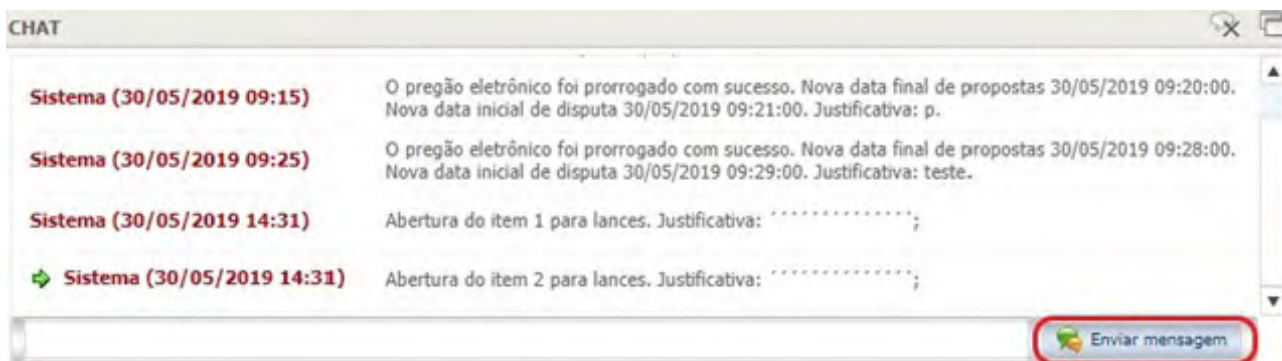 CHAT
Sistema (30/05/2019 09:15)
O pregão eletrônico foi prorrogado com sucesso. Nova data final de propostas 30/05/2019 09:20:00.
Nova data inicial de disputa 30/05/2019 09:21:00. Justificativa: p.
Sistema (30/05/2019 09:25)
O pregão eletrônico foi prorrogado com sucesso. Nova data final de propostas 30/05/2019 09:28:00.
Nova data inicial de disputa 30/05/2019 09:29:00. Justificativa: teste.
Sistema (30/05/2019 14:31)
Abertura do item 1 para lances. Justificativa: ´´´´´´´´´´´´´´;
Sistema (30/05/2019 14:31)
Abertura do item 2 para lances. Justificativa: ´´´´´´´´´´´´´´;
Enviar mensagem